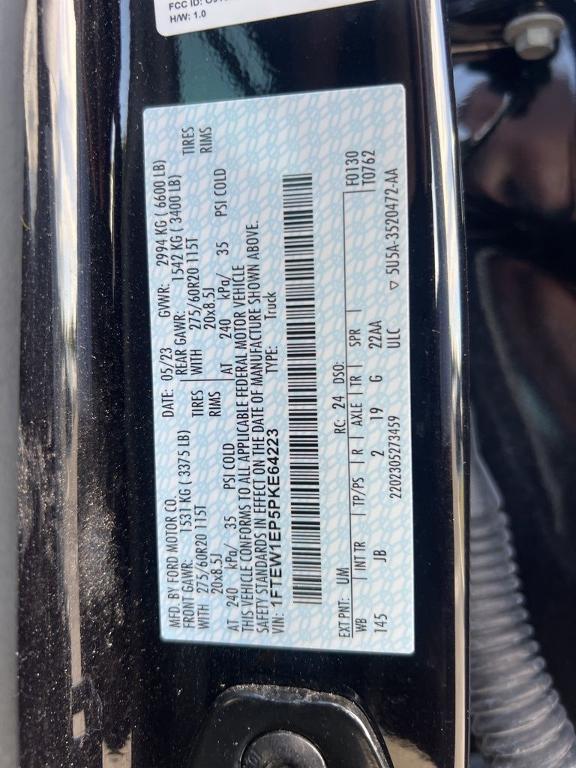 FCC ID:
H/W: 1.0
MFD. BY FORD MOTOR CO. DATE: 05/23 GVWR: 2994 KG ( 6600 LB)
FRONT GAWR: 1531 KG ( 3375 LB) REAR GAWR: 1542 KG ( 3400 LB)
WITH 275/60R20 115T TIRES WITH 275/60R20 115T TIRES
20x8.5J RIMS 20x8.5J RIMS
AT 240 kPa/ 35 PSI COLD AT 240 kPa/ 35 PSI COLD
THIS VEHICLE CONFORMS TO ALL APPLICABLE FEDERAL MOTOR VEHICLE
SAFETY STANDARDS IN EFFECT ON THE DATE OF MANUFACTURE SHOWN ABOVE.
VIN: 1FTEW1EP5PKE64223 TYPE: Truck
EXT PNT: UM RC: 24 DSO: F0130
WB INT TR TP/PS R AXLE TR SPR T0762
145 JB 2 19 G 22AA
2202305273459 ULC ▽ 5U5A-3520472-AA